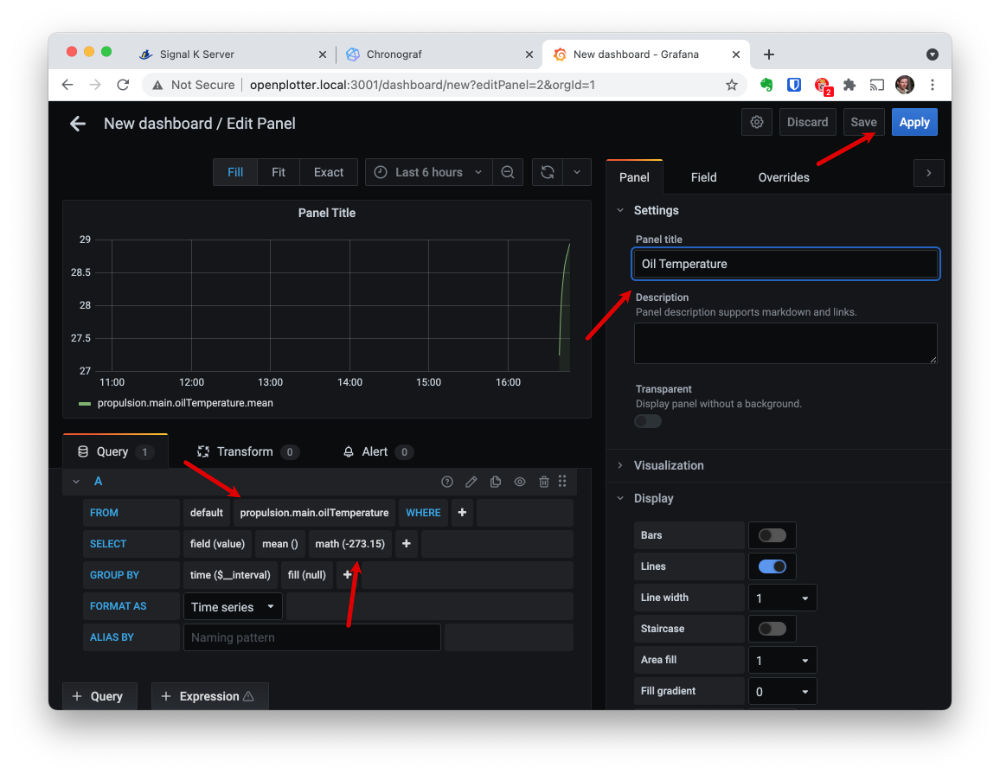 Signal K Server
Chronograf
New dashboard - Grafana
Not Secure
openplotter.local:3001/dashboard/new?editPanel=2&orgId=1
2
New dashboard / Edit Panel
Discard
Save
Apply
Fill
Fit
Exact
Last 6 hours
Panel Title
29
28.5
28
27.5
27
11:00
12:00
13:00
14:00
15:00
16:00
propulsion.main.oilTemperature.mean
Query 1
Transform 0
Alert 0
A
FROM default propulsion.main.oilTemperature WHERE +
SELECT field (value) mean () math (-273.15) +
GROUP BY time ($__interval) fill (null) +
FORMAT AS Time series
ALIAS BY Naming pattern
+ Query
+ Expression
Panel
Field
Overrides
Settings
Panel title
Oil Temperature
Description
Panel description supports markdown and links.
Transparent
Display panel without a background.
Visualization
Display
Bars
Lines
Line width 1
Staircase
Area fill 1
Fill gradient 0